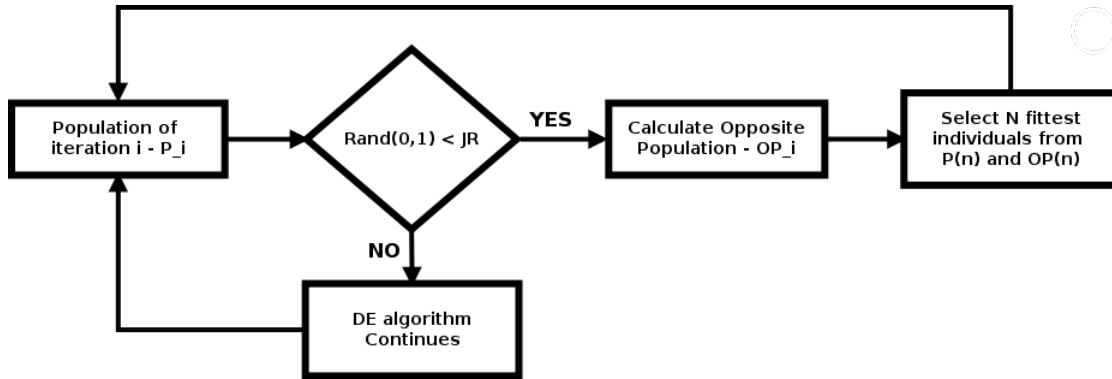 Population of
iteration i - P_i
Rand(0,1) < JR
YES
Calculate Opposite
Population - OP_i
Select N fittest
individuals from
P(n) and OP(n)
NO
DE algorithm
Continues